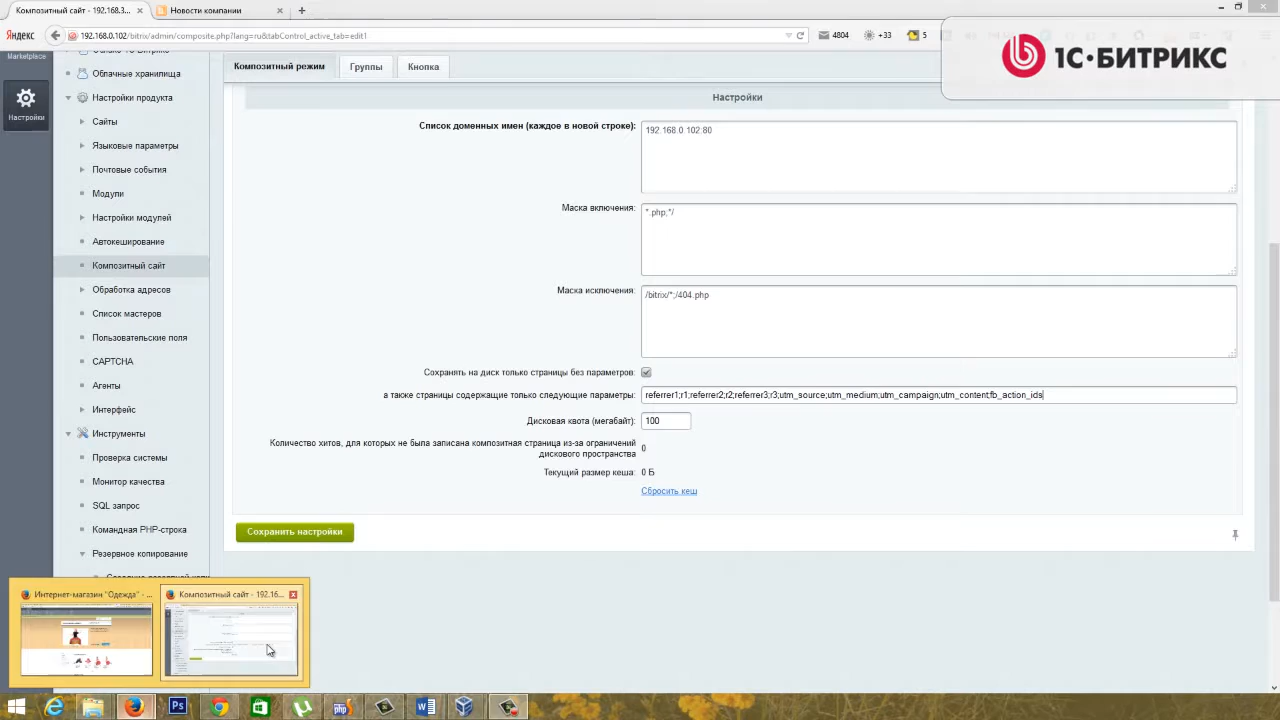 Композитный сайт - 192.168.3...
Новости компании
Яндекс
192.168.0.102/bitrix/admin/composite.php?lang=ru&tabControl_active_tab=edit1
4804
+33
5
1С·БИТРИКС
Marketplace
Настройки
Облачные хранилища
Настройки продукта
Сайты
Языковые параметры
Почтовые события
Модули
Настройки модулей
Автокеширование
Композитный сайт
Обработка адресов
Список мастеров
Пользовательские поля
CAPTCHA
Агенты
Интерфейс
Инструменты
Проверка системы
Монитор качества
SQL запрос
Командная PHP-строка
Резервное копирование
Композитный режим
Группы
Кнопка
Настройки
Список доменных имен (каждое в новой строке):
192.168.0.102:80
Маска включения:
*.php;*/
Маска исключения:
/bitrix/*;/404.php
Сохранять на диск только страницы без параметров:
а также страницы содержащие только следующие параметры:
referrer1;r1;referrer2;r2;referrer3;r3;utm_source;utm_medium;utm_campaign;utm_content;fb_action_ids
Дисковая квота (мегабайт):
100
Количество хитов, для которых не была записана композитная страница из-за ограничений
дискового пространства
0
Текущий размер кеша:
0 Б
Сбросить кеш
Сохранить настройки
Интернет-магазин "Одежда" - ...
Композитный сайт - 192.16...
Ps
php